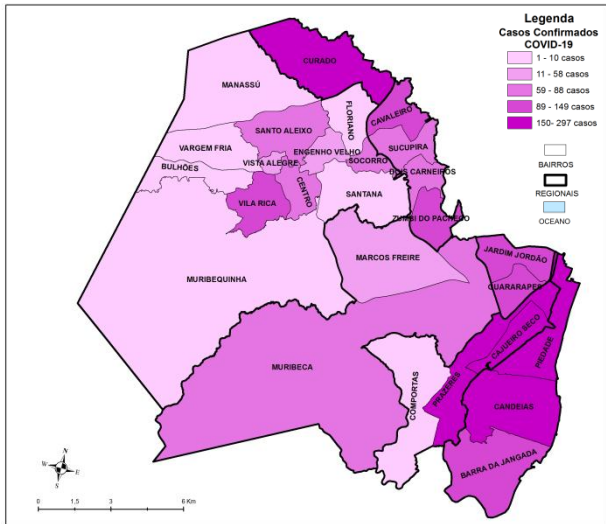 Legenda
Casos Confirmados
COVID-19
1 - 10 casos
11 - 58 casos
59 - 88 casos
89 - 149 casos
150- 297 casos
BAIRROS
REGIONAIS
OCEANO
CURADO
MANASSÚ
FLORIANO
CAVALEIRO
SANTO ALEIXO
SUCUPIRA
VARGEM FRIA
ENGENHO VELHO
VISTA ALEGRE
SOCORRO
BULHÕES
DOIS CARNEIROS
CENTRO
SANTANA
VILA RICA
ZUMBI DO PACHECO
JARDIM JORDÃO
MARCOS FREIRE
MURIBEQUINHA
GUARARAPES
CAJUEIRO SECO
PIEDADE
MURIBECA
COMPORTAS
PRAZERES
CANDEIAS
BARRA DA JANGADA
N
W E
S
0 1,5 3 6 Km